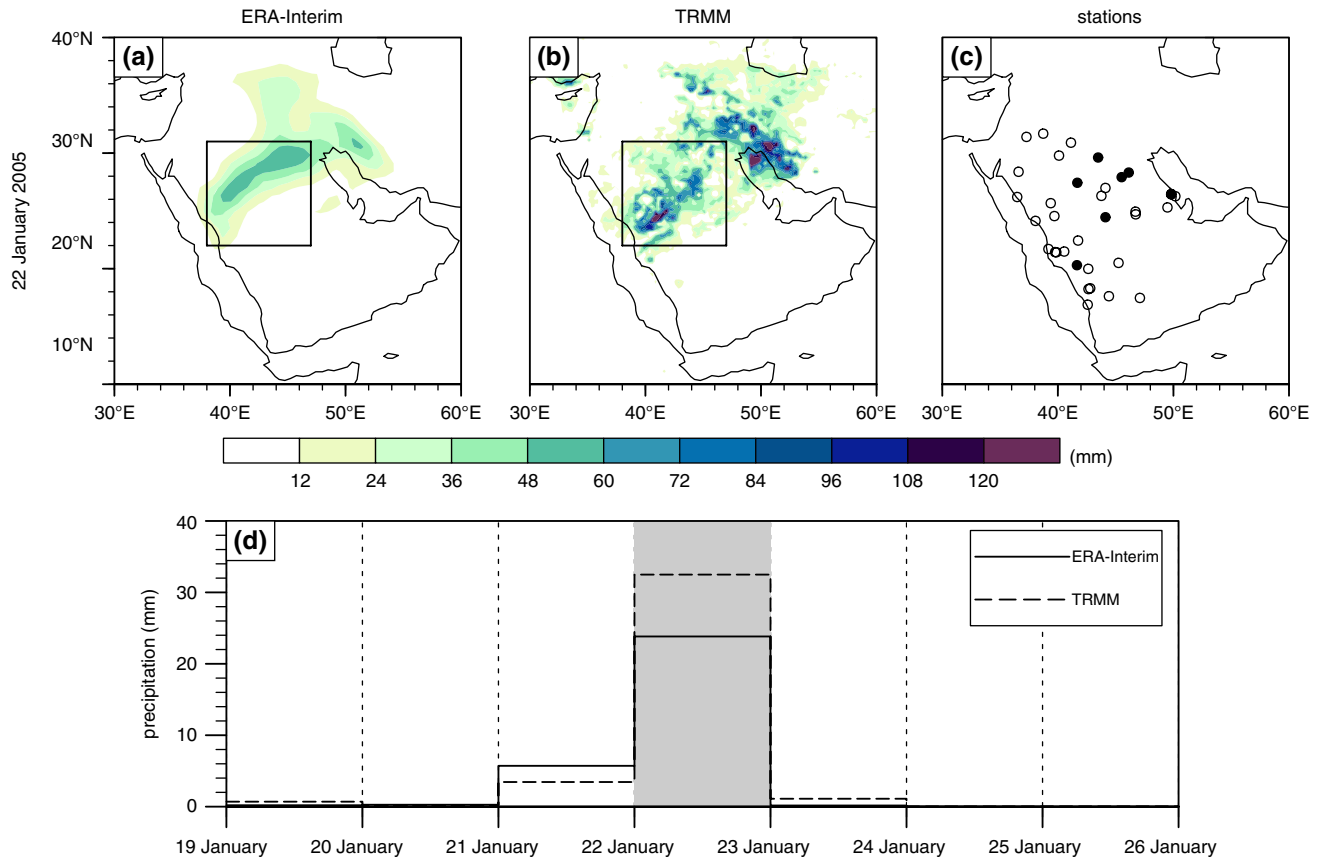 ERA-Interim TRMM stations
40°N (a) (b) (c)
30°N
22 January 2005
20°N
10°N
30°E 40°E 50°E 60°E 30°E 40°E 50°E 60°E 30°E 40°E 50°E 60°E
(mm)
12 24 36 48 60 72 84 96 108 120
40 (d)
ERA-Interim
30
TRMM
precipitation (mm)
20
10
0
19 January 20 January 21 January 22 January 23 January 24 January 25 January 26 January